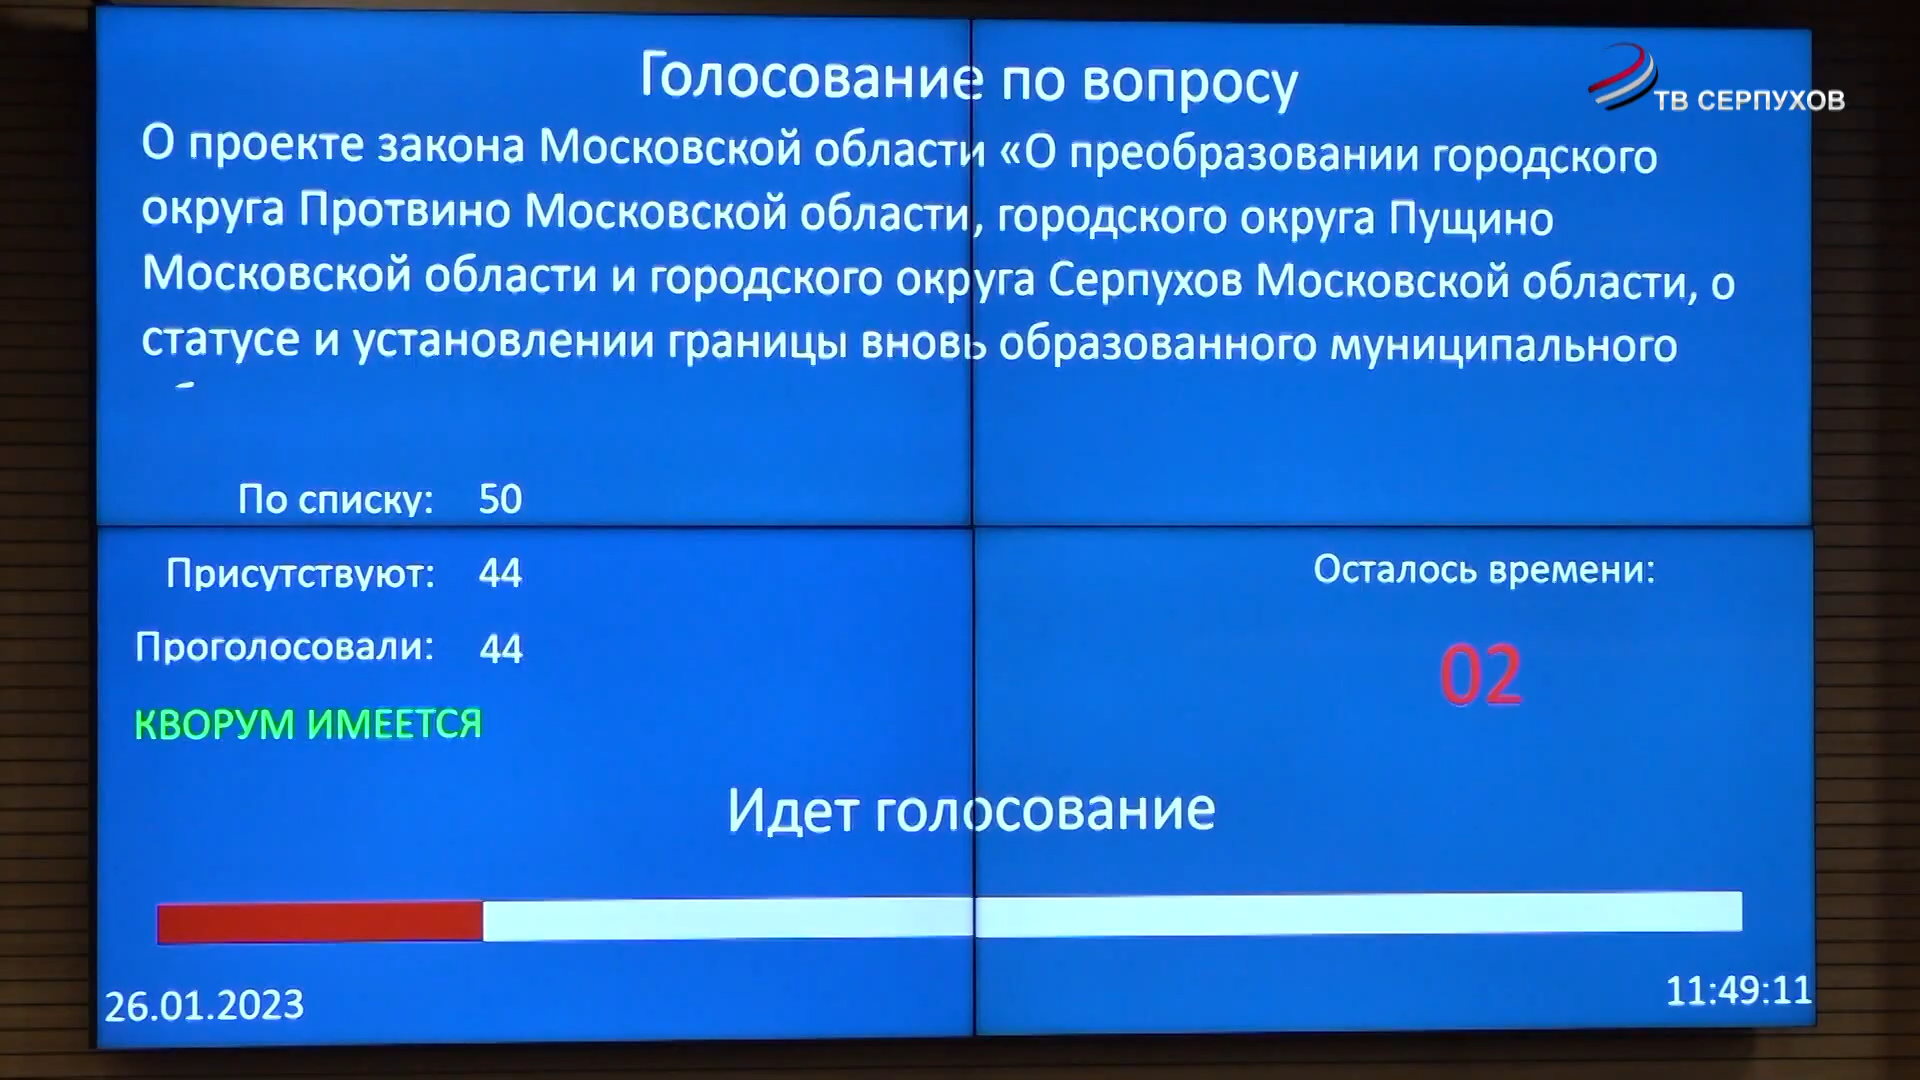 Голосование по вопросу
ТВ СЕРПУХОВ
О проекте закона Московской области «О преобразовании городского
округа Протвино Московской области, городского округа Пущино
Московской области и городского округа Серпухов Московской области, о
статусе и установлении границы вновь образованного муниципального
По списку: 50
Присутствуют: 44
Осталось времени:
Проголосовали: 44
02
КВОРУМ ИМЕЕТСЯ
Идет голосование
26.01.2023
11:49:11